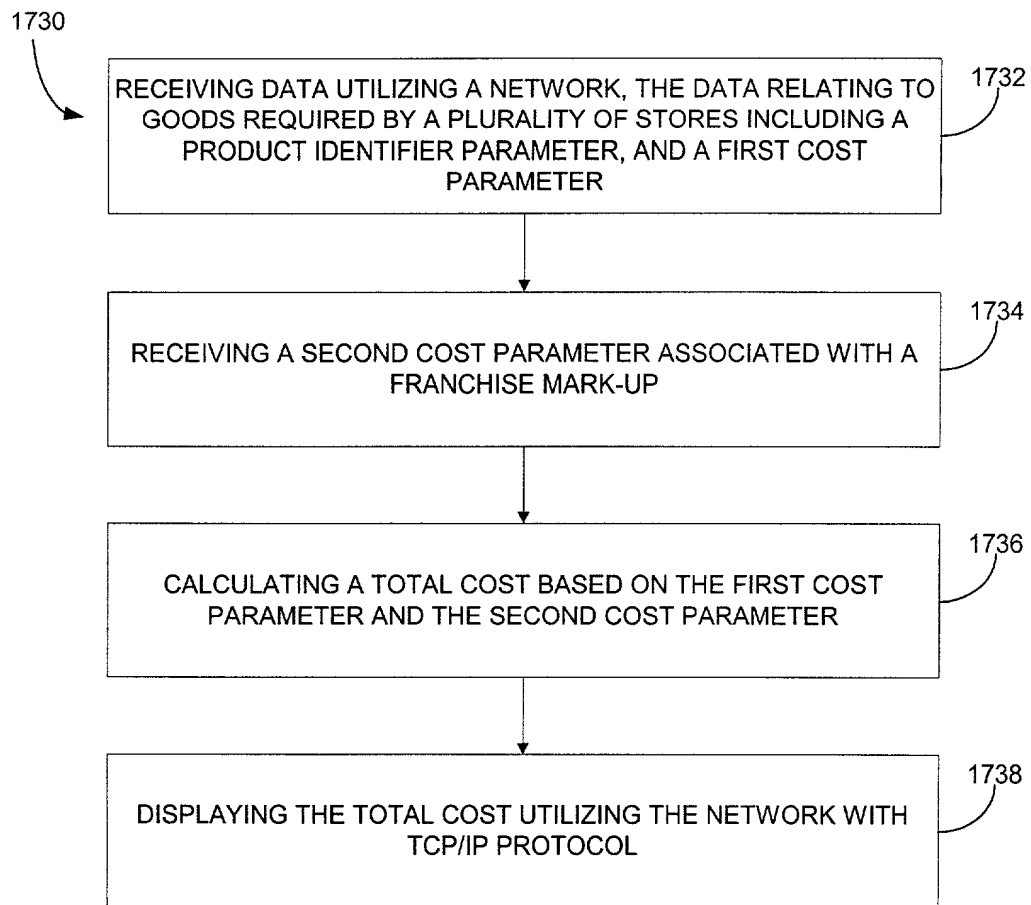 1730
1732
RECEIVING DATA UTILIZING A NETWORK, THE DATA RELATING TO
GOODS REQUIRED BY A PLURALITY OF STORES INCLUDING A
PRODUCT IDENTIFIER PARAMETER, AND A FIRST COST
PARAMETER
1734
RECEIVING A SECOND COST PARAMETER ASSOCIATED WITH A
FRANCHISE MARK-UP
1736
CALCULATING A TOTAL COST BASED ON THE FIRST COST
PARAMETER AND THE SECOND COST PARAMETER
1738
DISPLAYING THE TOTAL COST UTILIZING THE NETWORK WITH
TCP/IP PROTOCOL